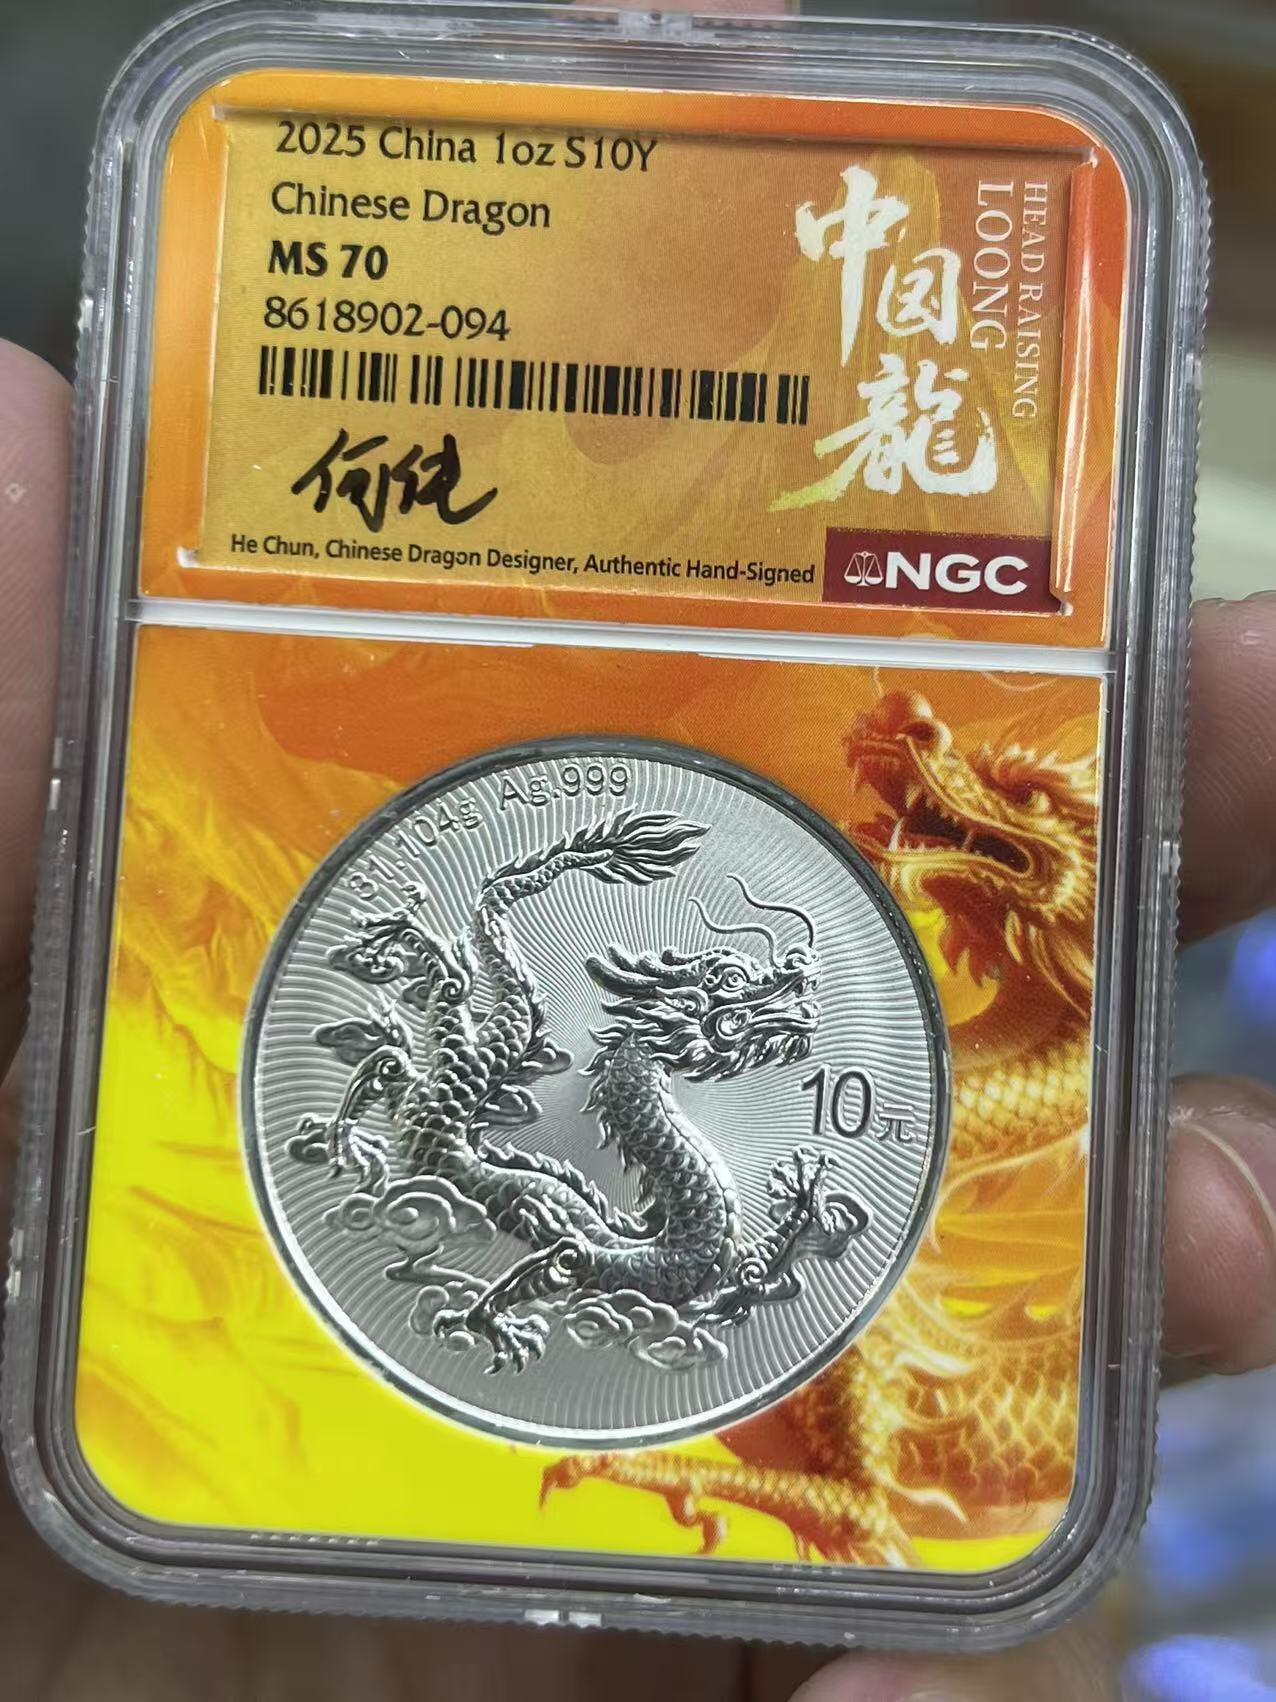 2025 China 1oz S10Y
Chinese Dragon
MS 70
8618902-094
何纯
He Chun, Chinese Dragon Designer, Authentic Hand-Signed
中国龍
HEAD RAISING
LOONG
NGC
31.104g Ag.999
10元